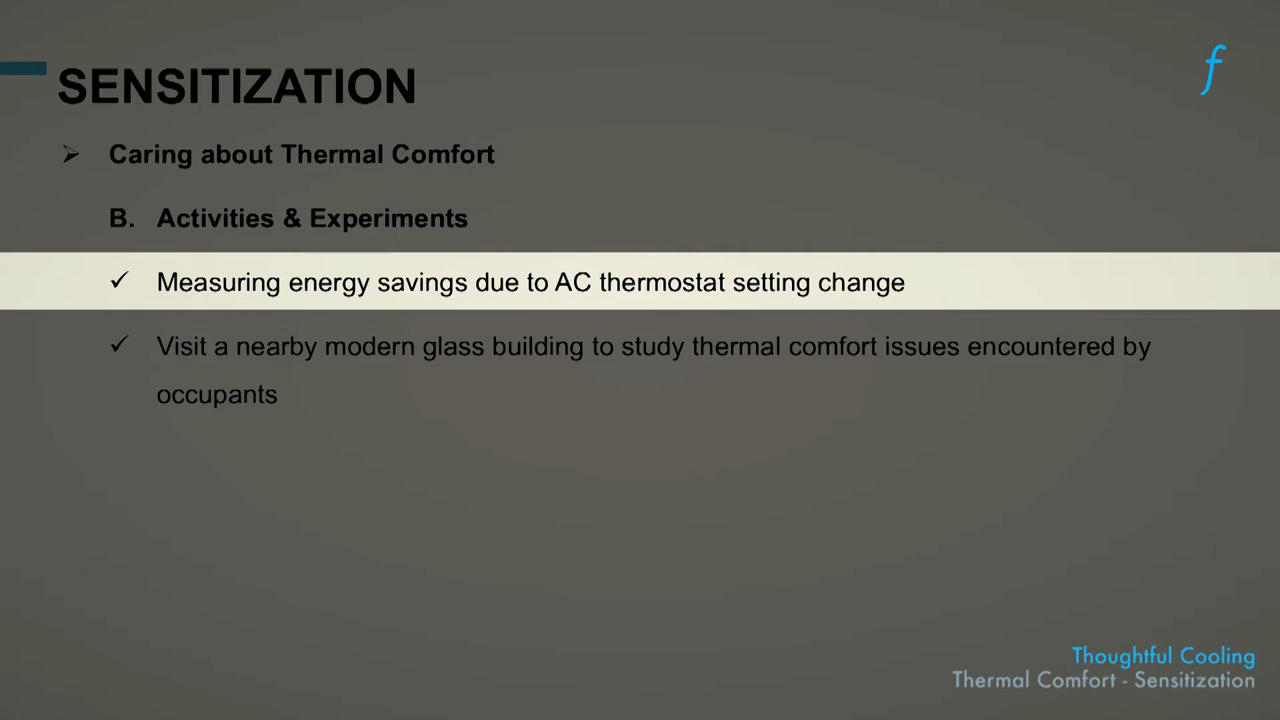 SENSITIZATION
f
➢ Caring about Thermal Comfort
B. Activities & Experiments
✓ Measuring energy savings due to AC thermostat setting change
✓ Visit a nearby modern glass building to study thermal comfort issues encountered by
occupants
Thoughtful Cooling
Thermal Comfort - Sensitization